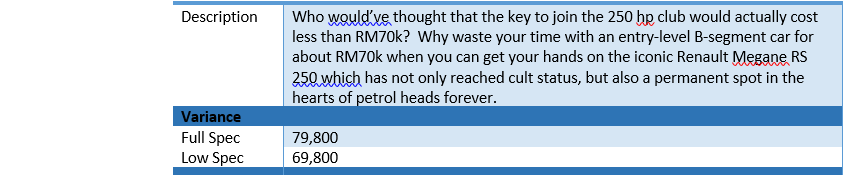 Description Who would've thought that the key to join the 250 hp club would actually cost
less than RM70k? Why waste your time with an entry-level B-segment car for
about RM70k when you can get your hands on the iconic Renault Megane RS
250 which has not only reached cult status, but also a permanent spot in the
hearts of petrol heads forever.
Variance
Full Spec 79,800
Low Spec 69,800